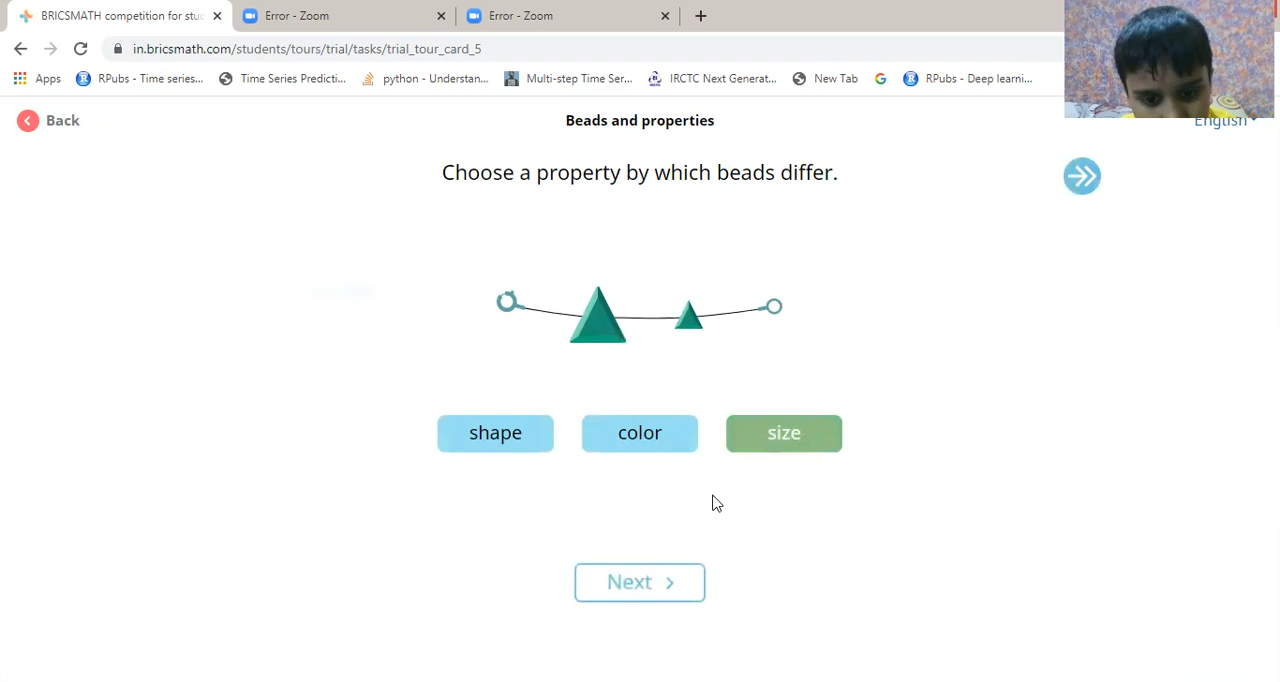 BRICSMATH competition for stuc
Error - Zoom
Error - Zoom
in.bricsmath.com/students/tours/trial/tasks/trial_tour_card_5
Apps
RPubs - Time series...
Time Series Predicti...
python - Understan...
Multi-step Time Ser...
IRCTC Next Generat...
New Tab
RPubs - Deep learni...
Back
Beads and properties
English
Choose a property by which beads differ.
shape
color
size
Next